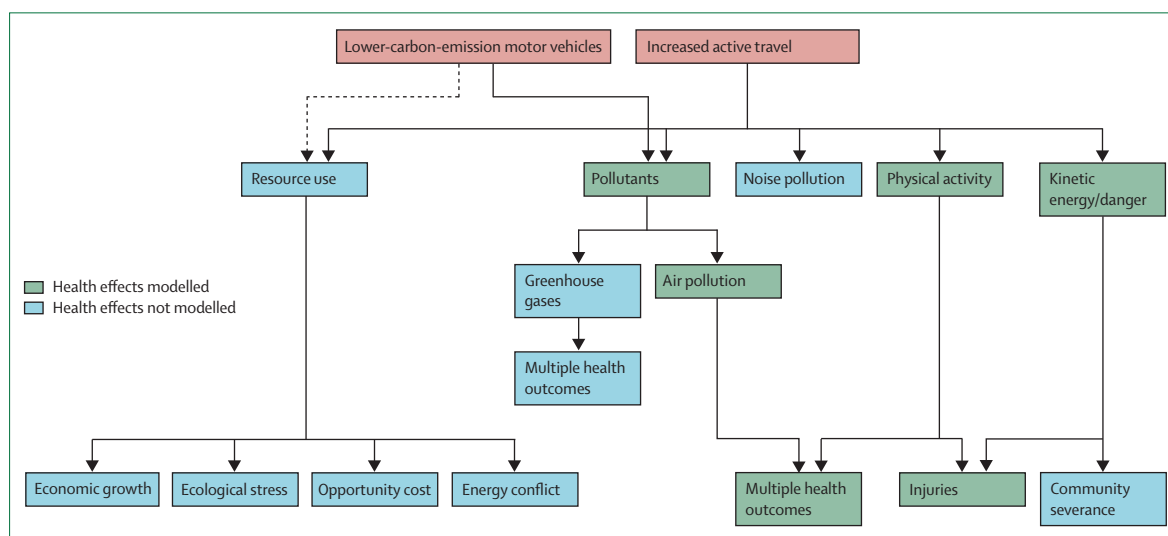 Lower-carbon-emission motor vehicles
Increased active travel
Resource use
Pollutants
Noise pollution
Physical activity
Kinetic
energy/danger
Greenhouse
gases
Air pollution
Health effects modelled
Health effects not modelled
Multiple health
outcomes
Economic growth
Ecological stress
Opportunity cost
Energy conflict
Multiple health
outcomes
Injuries
Community
severance